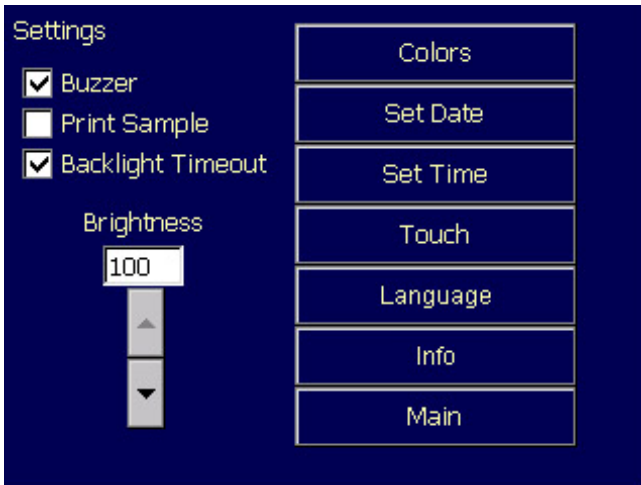 Settings
Buzzer
Print Sample
Backlight Timeout
Brightness
100
Colors
Set Date
Set Time
Touch
Language
Info
Main